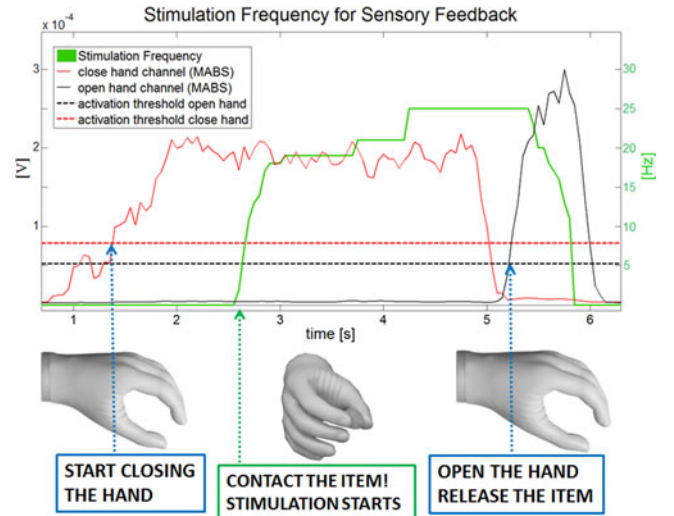 Stimulation Frequency for Sensory Feedback
x 10⁻⁴
Stimulation Frequency
close hand channel (MABS)
open hand channel (MABS)
activation threshold open hand
activation threshold close hand
3
2
1
[V]
30
25
20
15
10
5
[Hz]
1 2 3 4 5 6
time [s]
START CLOSING
THE HAND
CONTACT THE ITEM!
STIMULATION STARTS
OPEN THE HAND
RELEASE THE ITEM